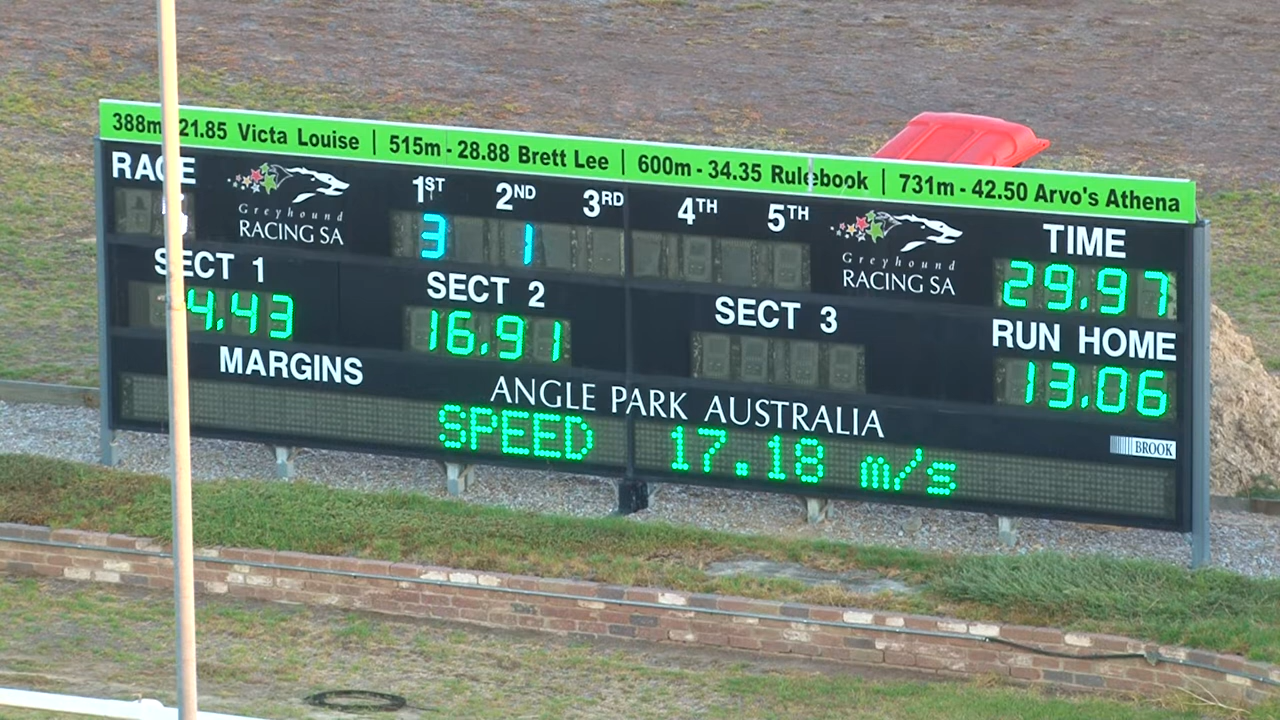 388m 21.85 Victa Louise | 515m - 28.88 Brett Lee | 600m - 34.35 Rulebook | 731m - 42.50 Arvo's Athena
RACE
Greyhound
RACING SA
1ST 2ND 3RD 4TH 5TH
3 1
Greyhound
RACING SA
TIME
29.97
SECT 1
4.43
SECT 2
16.91
SECT 3
RUN HOME
13.06
MARGINS
ANGLE PARK AUSTRALIA
SPEED 17.18 m/s
BROOK